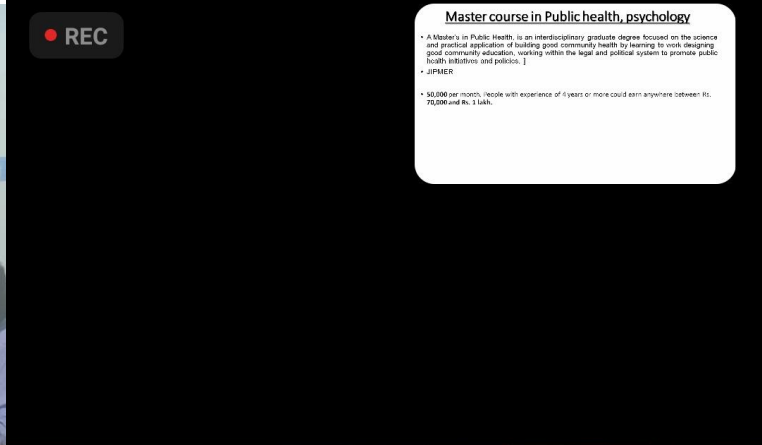 REC
Master course in Public health, psychology
• A Master's in Public Health, is an interdisciplinary graduate degree focused on the science
and practical application of building good community health by learning to work designing
good community education, working within the legal and political system to promote public
health initiatives and policies. ]
• JIPMER
• 50,000 per month. People with experience of 4 years or more could earn anywhere between Rs.
70,000 and Rs. 1 lakh.